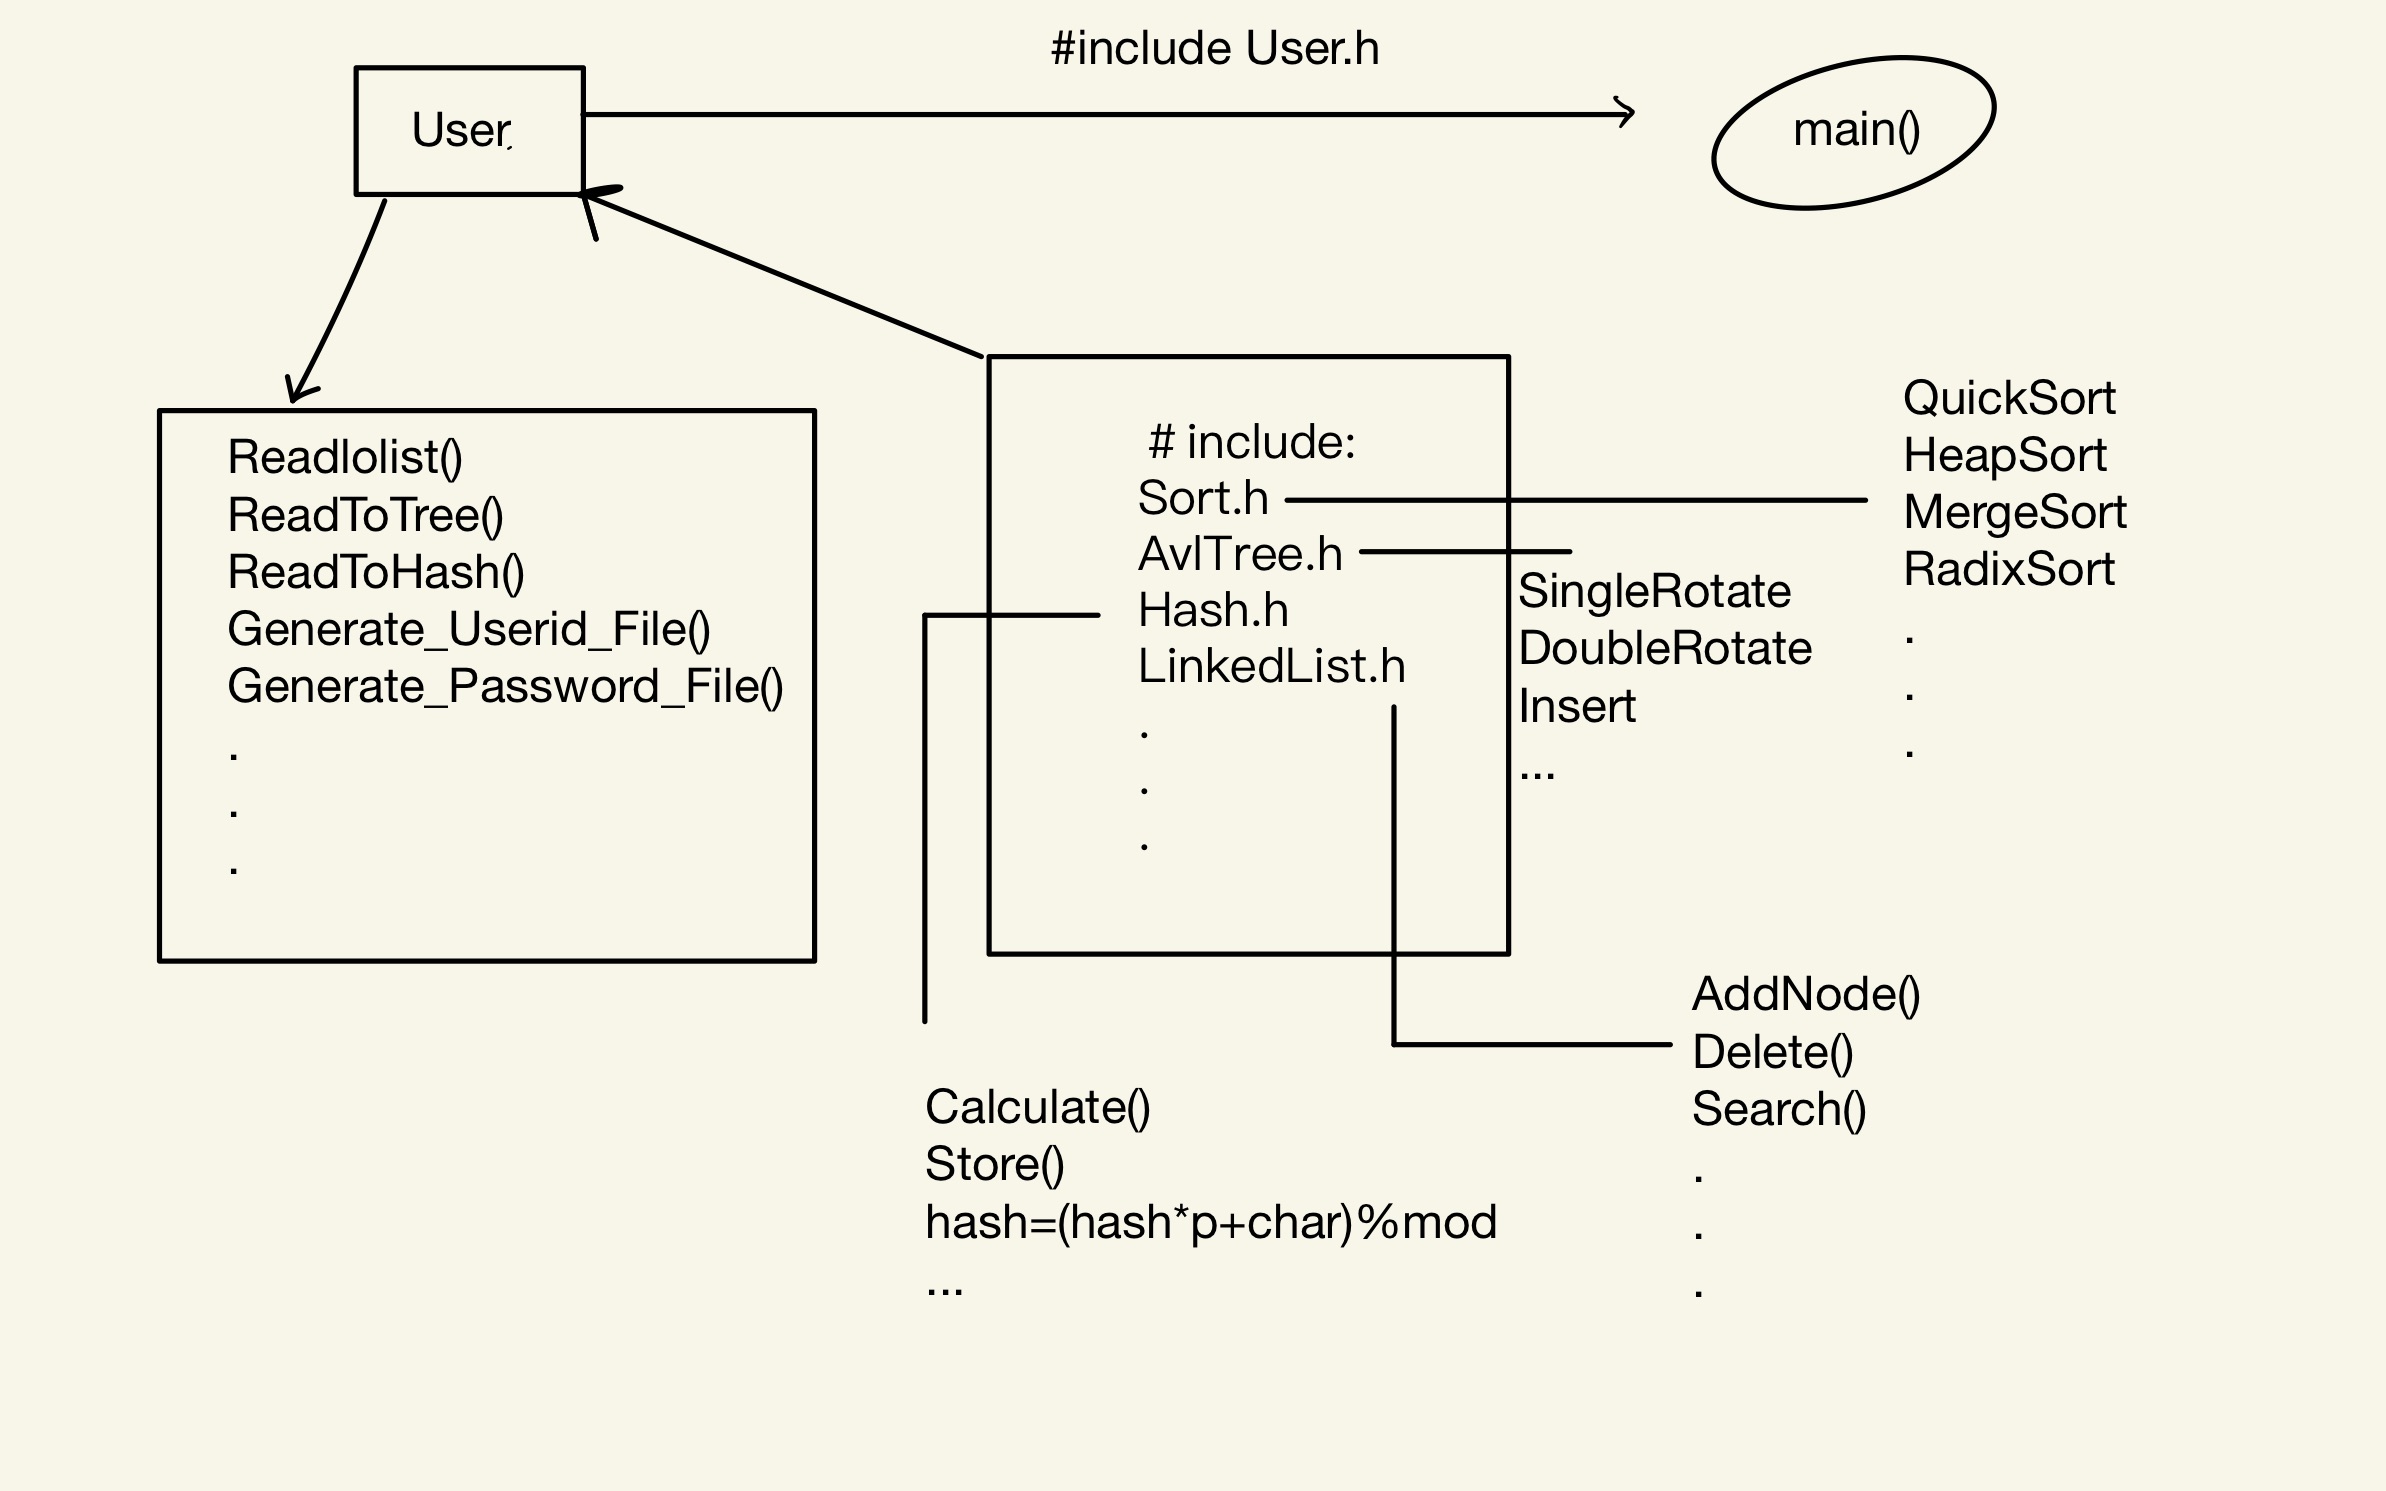 #include User.h
User
main()
Readlolist()
ReadToTree()
ReadToHash()
Generate_Userid_File()
Generate_Password_File()
.
.
.
# include:
Sort.h
AvlTree.h
Hash.h
LinkedList.h
.
.
.
QuickSort
HeapSort
MergeSort
RadixSort
.
.
.
SingleRotate
DoubleRotate
Insert
...
Calculate()
Store()
hash=(hash*p+char)%mod
...
AddNode()
Delete()
Search()
.
.
.